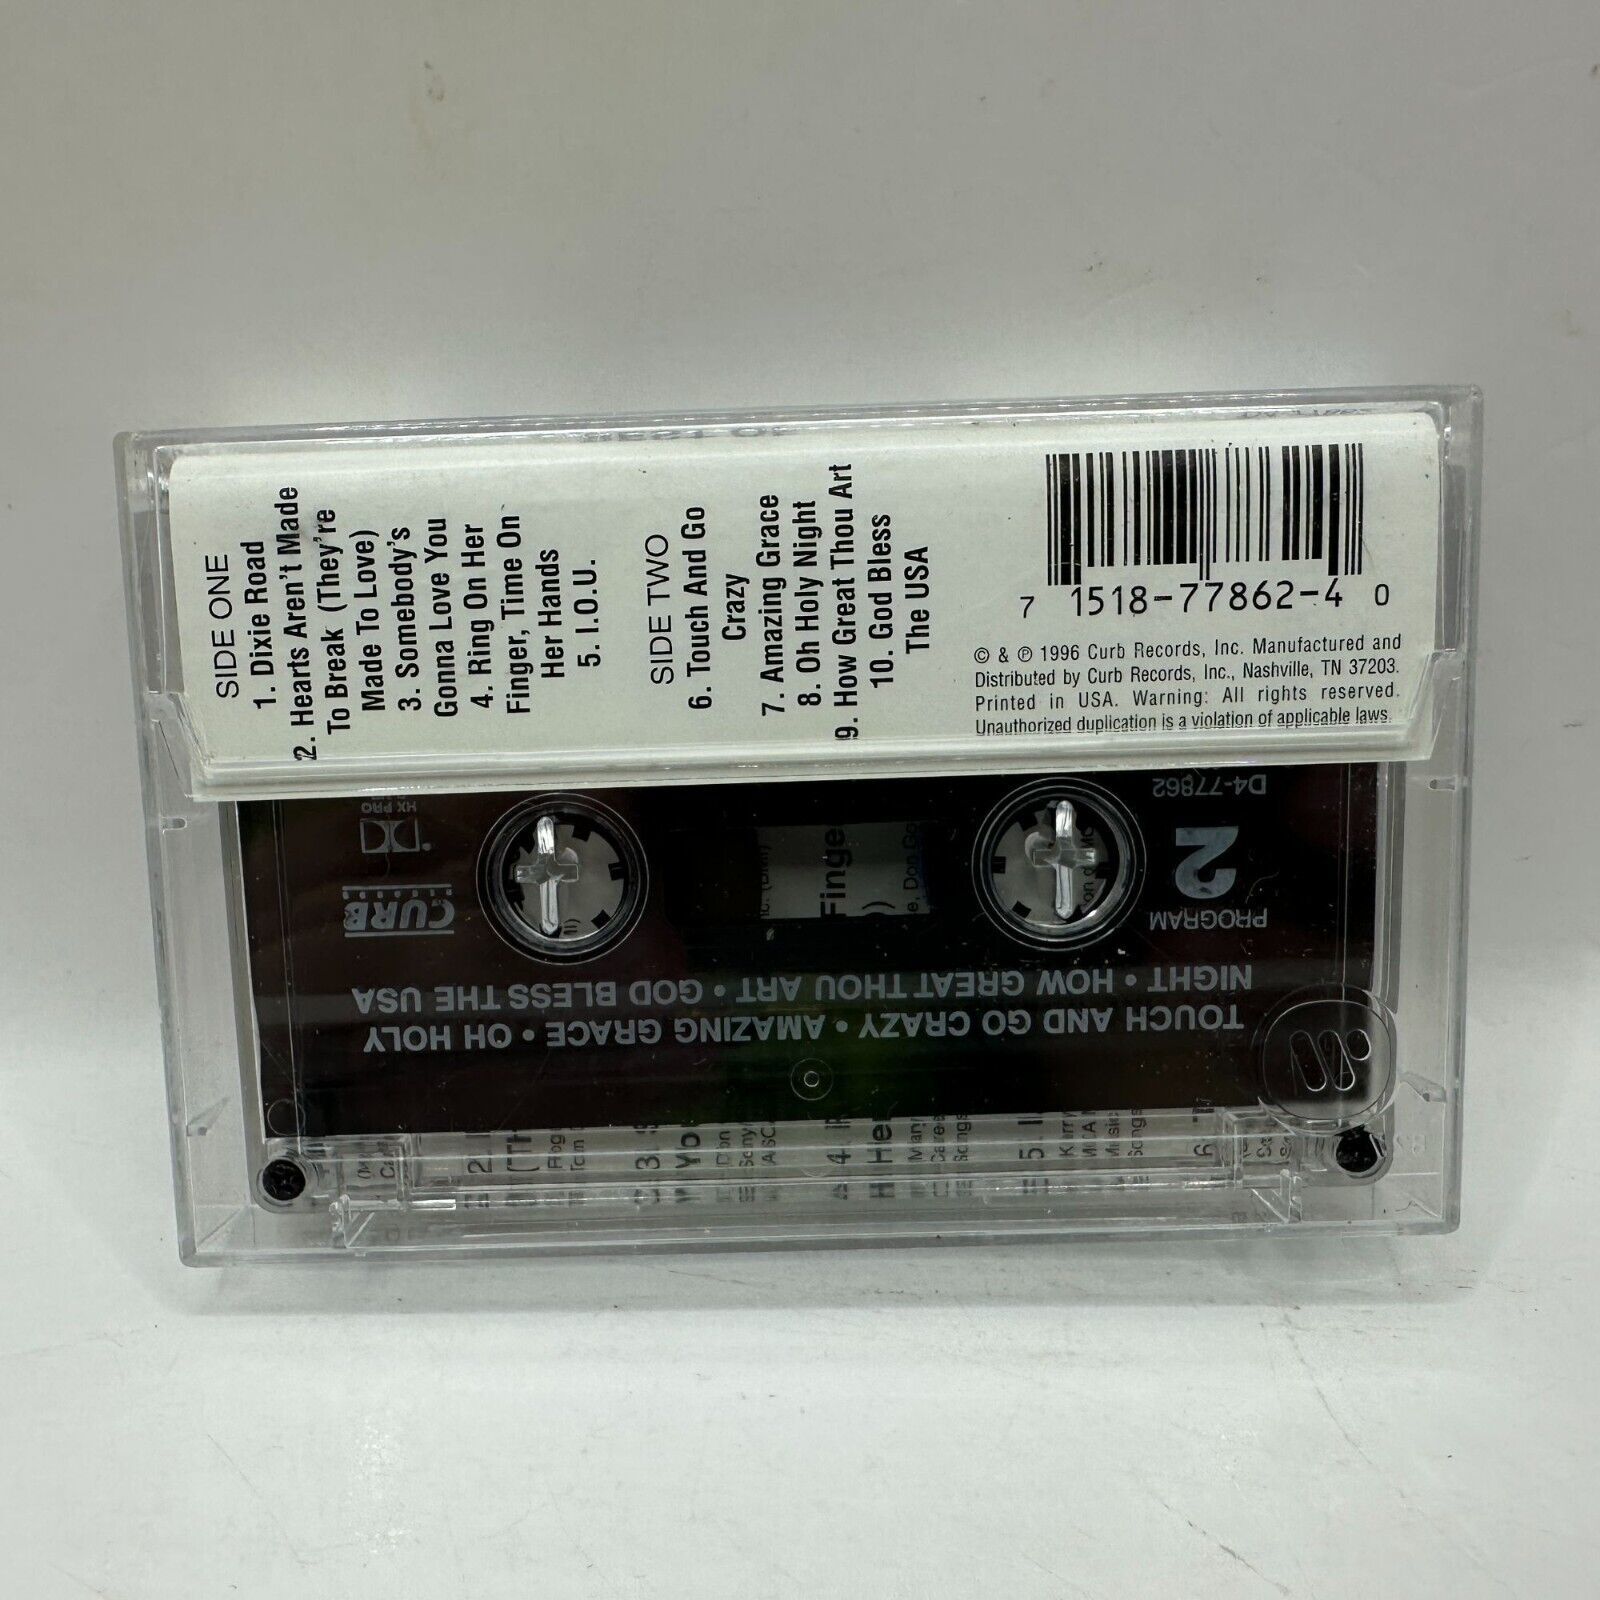 BEST OF
SIDE ONE
1. Dixie Road
2. Hearts Aren't Made
To Break (They're
Made To Love)
3. Somebody's
Gonna Love You
4. Ring On Her
Finger, Time On
Her Hands
5. I.O.U.
SIDE TWO
6. Touch And Go
Crazy
7. Amazing Grace
8. Oh Holy Night
9. How Great Thou Art
10. God Bless
The USA
7 1518-77862-4 0
© & ℗ 1996 Curb Records, Inc. Manufactured and
Distributed by Curb Records, Inc., Nashville, TN 37203.
Printed in USA. Warning: All rights reserved.
Unauthorized duplication is a violation of applicable laws.
TOUCH AND GO CRAZY • AMAZING GRACE • OH HOLY
NIGHT • HOW GREAT THOU ART • GOD BLESS THE USA
PROGRAM
2
D4-77862
CURB
HX PRO
Finge